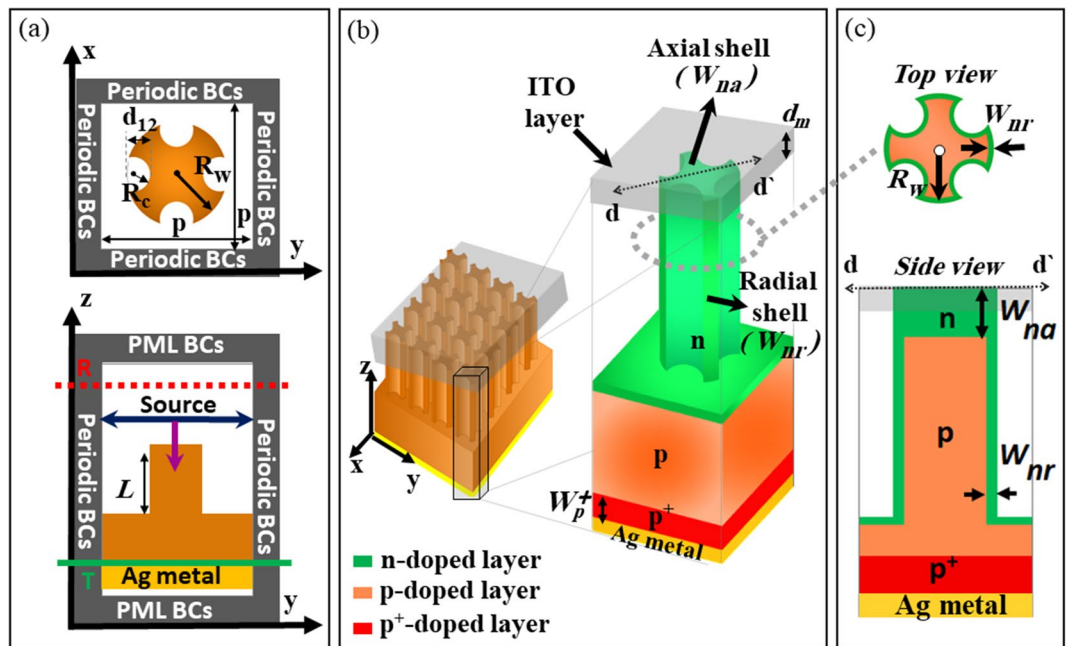 (a)
x
Periodic BCs
d12
Periodic BCs
Rw
Rc
p
p
Periodic BCs
Periodic BCs
y
z
PML BCs
R
Source
Periodic BCs
L
Periodic BCs
T
Ag metal
PML BCs
y
(b)
Axial shell
(Wna)
ITO
layer
dm
d
d`
Radial
shell
(Wnr)
n
z
x
y
p
Wp+
p+
Ag metal
n-doped layer
p-doped layer
p+-doped layer
(c)
Top view
Wnr
Rw
d
Side view
d`
n
Wna
p
Wnr
p+
Ag metal